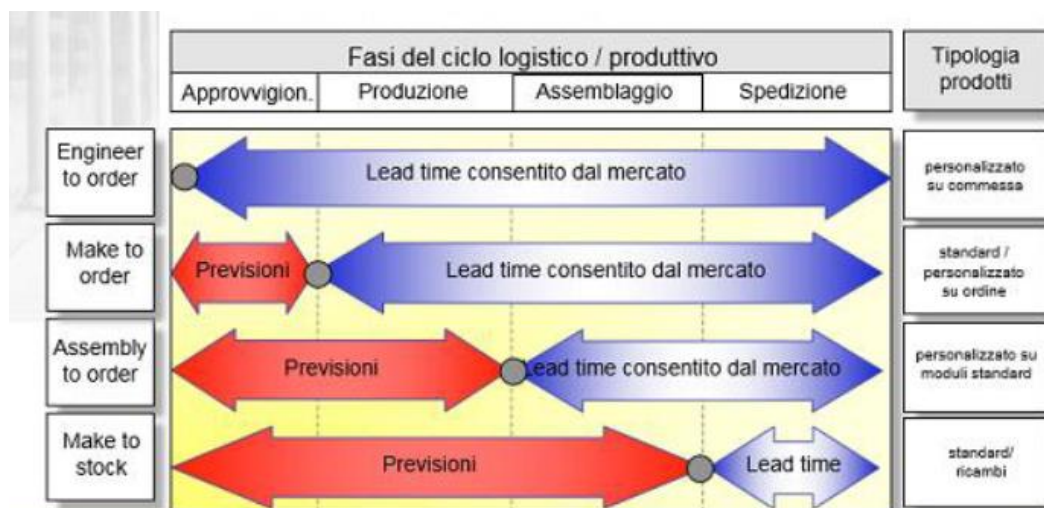 Fasi del ciclo logistico / produttivo
Tipologia
prodotti
Approvvigion.
Produzione
Assemblaggio
Spedizione
Engineer
to order
Lead time consentito dal mercato
personalizzato
su commessa
Make to
order
Previsioni
Lead time consentito dal mercato
standard /
personalizzato
su ordine
Assembly
to order
Previsioni
Lead time consentito dal mercato
personalizzato su
moduli standard
Make to
stock
Previsioni
Lead time
standard/
ricambi